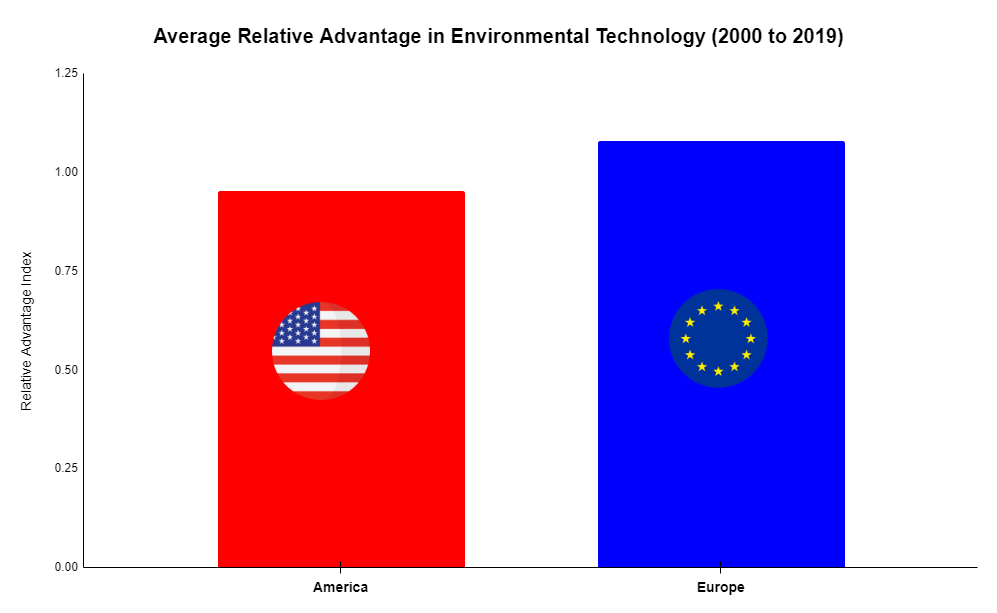 Average Relative Advantage in Environmental Technology (2000 to 2019)
1.25
1.00
0.75
0.50
0.25
0.00
Relative Advantage Index
America
Europe